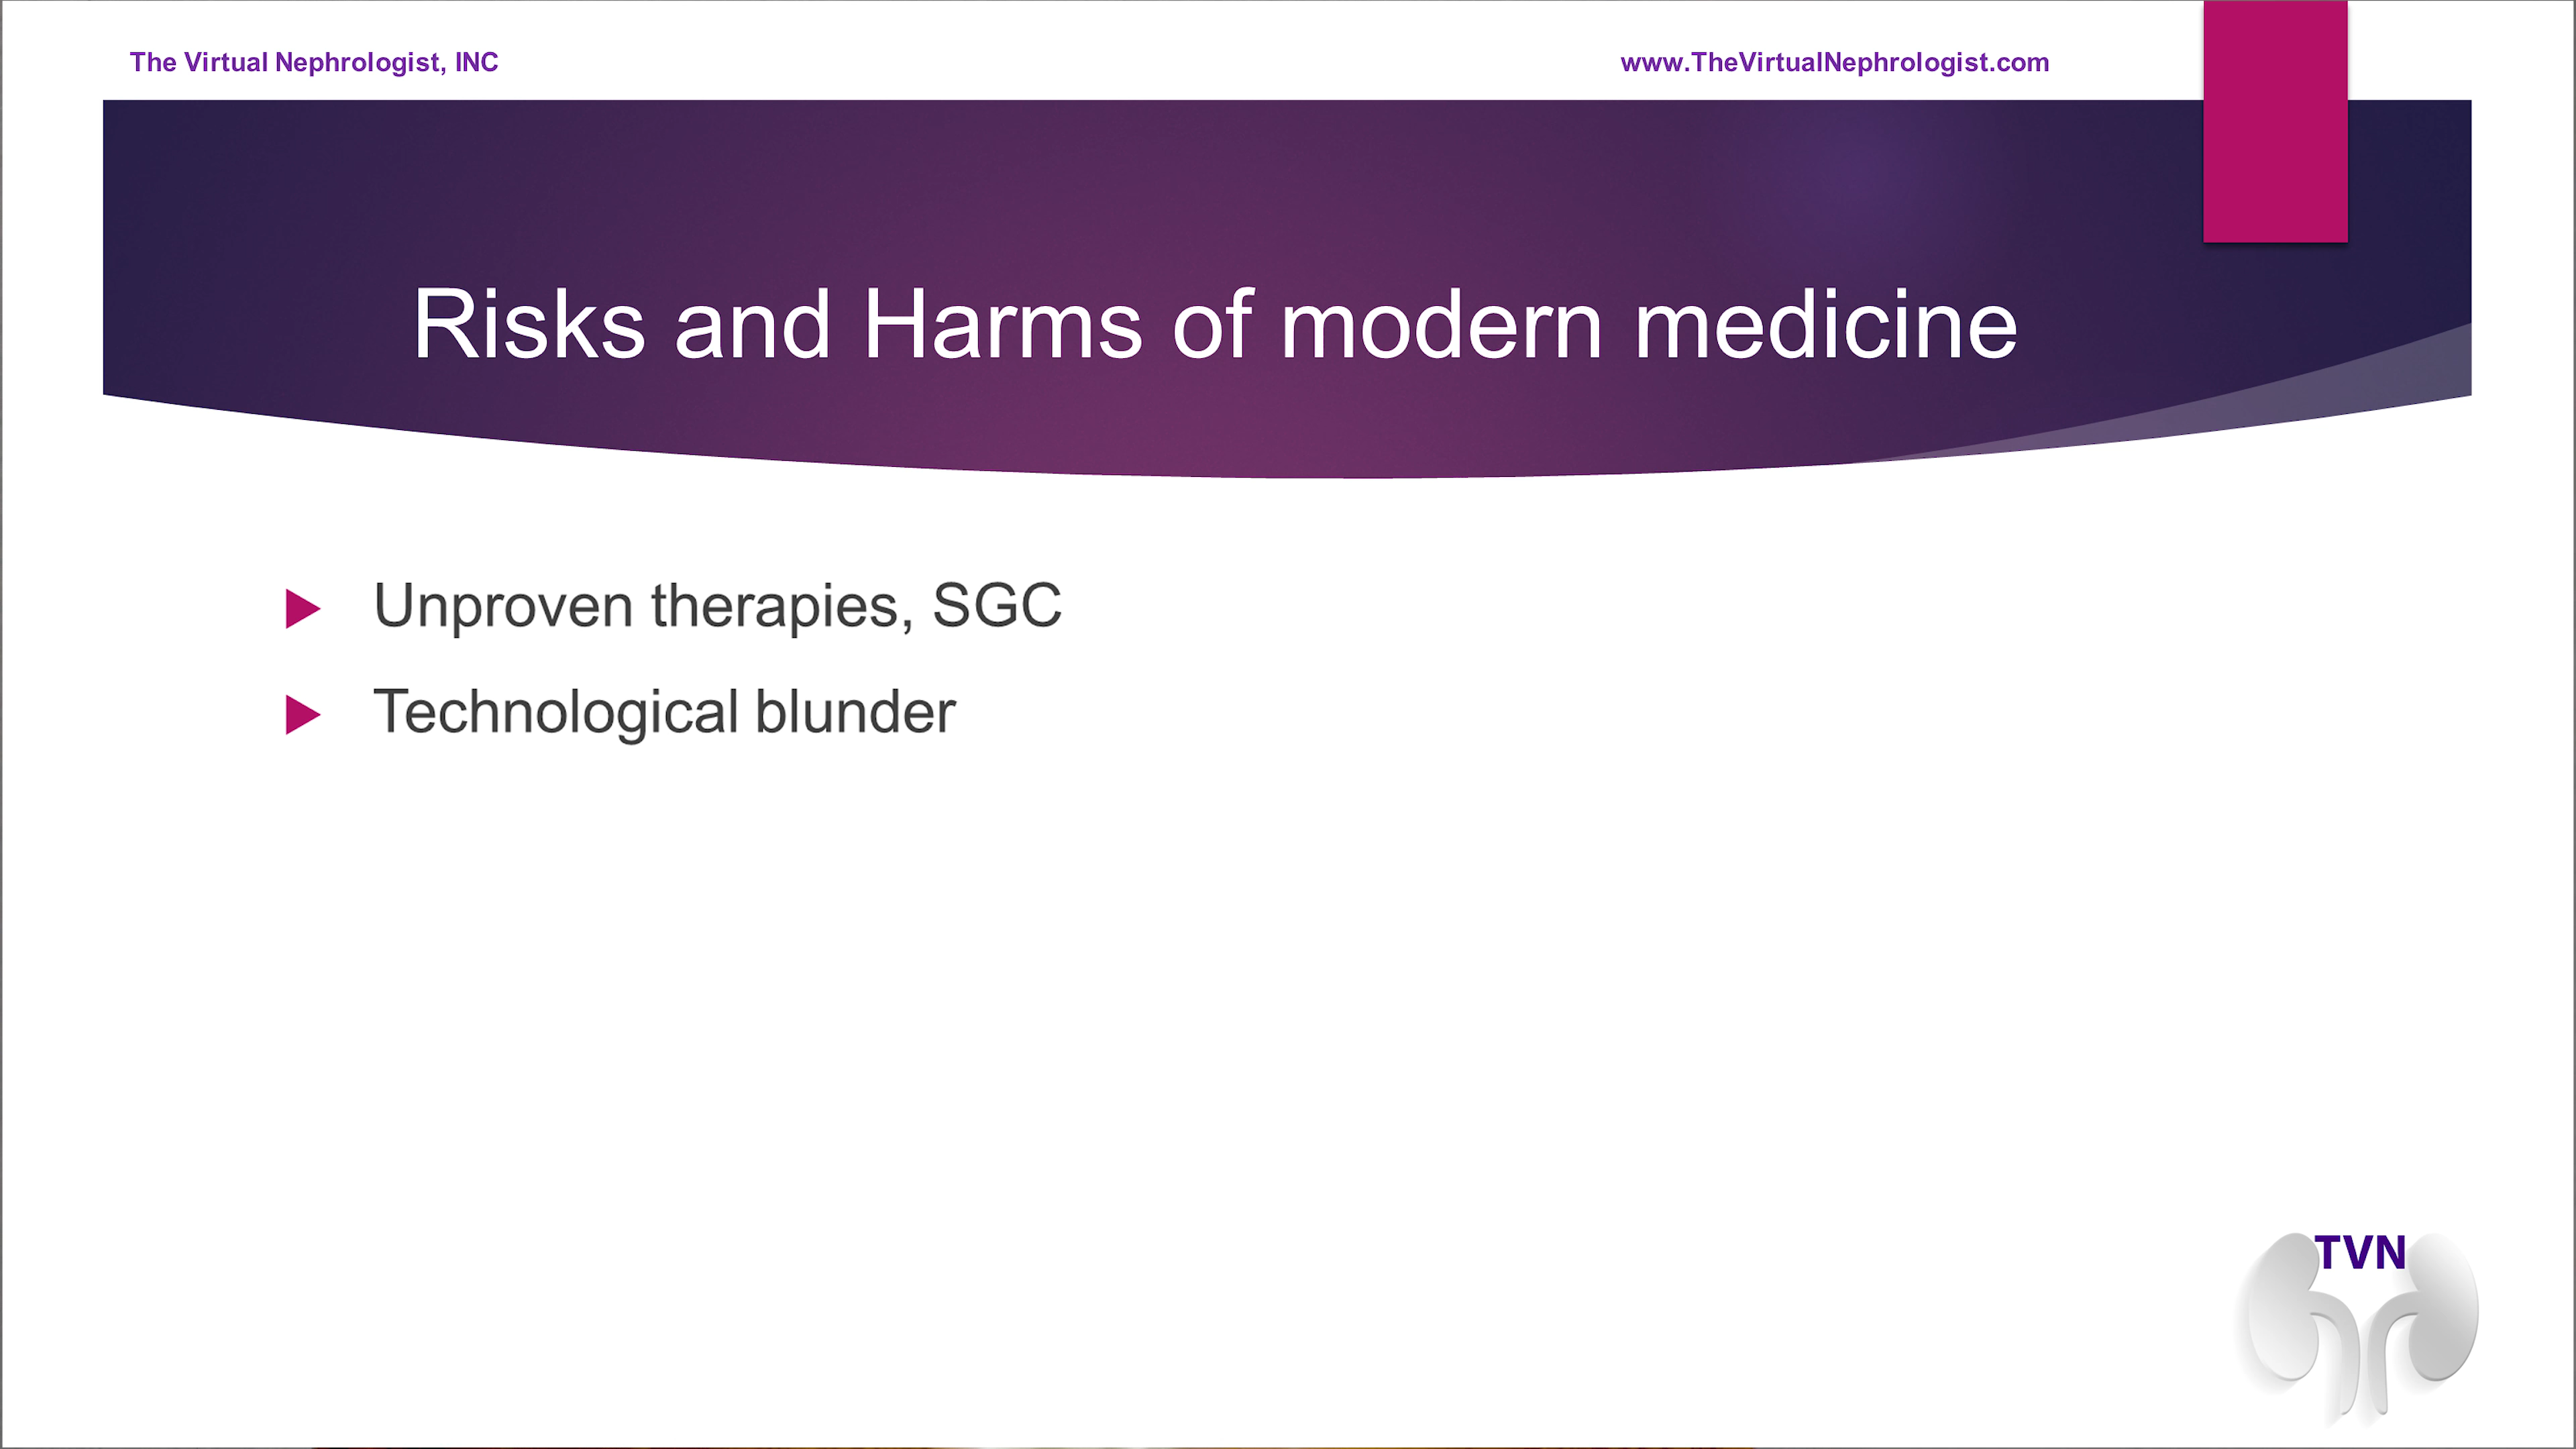 The Virtual Nephrologist, INC
www.TheVirtualNephrologist.com
Risks and Harms of modern medicine
Unproven therapies, SGC
Technological blunder
TVN